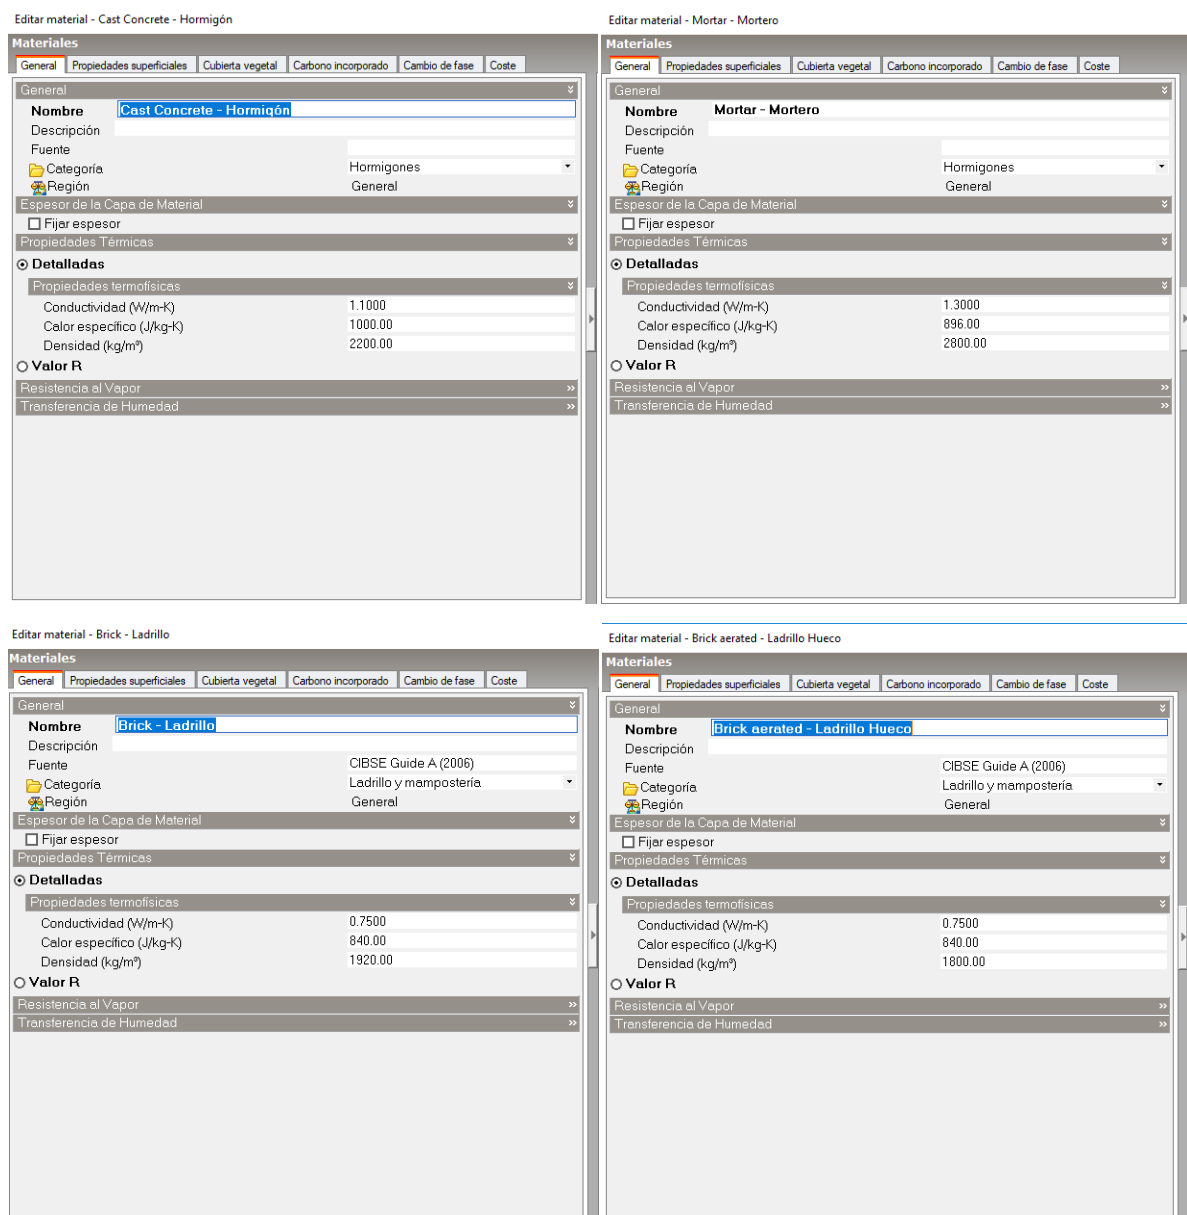 Editar material - Cast Concrete - Hormigón
Materiales
General Propiedades superficiales Cubierta vegetal Carbono incorporado Cambio de fase Coste
General
Nombre Cast Concrete - Hormigón
Descripción
Fuente
Categoría Hormigones
Región General
Espesor de la Capa de Material
Fijar espesor
Propiedades Térmicas
Detalladas
Propiedades termofísicas
Conductividad (W/m-K) 1.1000
Calor específico (J/kg-K) 1000.00
Densidad (kg/m³) 2200.00
Valor R
Resistencia al Vapor
Transferencia de Humedad
Editar material - Mortar - Mortero
Materiales
General Propiedades superficiales Cubierta vegetal Carbono incorporado Cambio de fase Coste
General
Nombre Mortar - Mortero
Descripción
Fuente
Categoría Hormigones
Región General
Espesor de la Capa de Material
Fijar espesor
Propiedades Térmicas
Detalladas
Propiedades termofísicas
Conductividad (W/m-K) 1.3000
Calor específico (J/kg-K) 896.00
Densidad (kg/m³) 2800.00
Valor R
Resistencia al Vapor
Transferencia de Humedad
Editar material - Brick - Ladrillo
Materiales
General Propiedades superficiales Cubierta vegetal Carbono incorporado Cambio de fase Coste
General
Nombre Brick - Ladrillo
Descripción
Fuente CIBSE Guide A (2006)
Categoría Ladrillo y mampostería
Región General
Espesor de la Capa de Material
Fijar espesor
Propiedades Térmicas
Detalladas
Propiedades termofísicas
Conductividad (W/m-K) 0.7500
Calor específico (J/kg-K) 840.00
Densidad (kg/m³) 1920.00
Valor R
Resistencia al Vapor
Transferencia de Humedad
Editar material - Brick aerated - Ladrillo Hueco
Materiales
General Propiedades superficiales Cubierta vegetal Carbono incorporado Cambio de fase Coste
General
Nombre Brick aerated - Ladrillo Hueco
Descripción
Fuente CIBSE Guide A (2006)
Categoría Ladrillo y mampostería
Región General
Espesor de la Capa de Material
Fijar espesor
Propiedades Térmicas
Detalladas
Propiedades termofísicas
Conductividad (W/m-K) 0.7500
Calor específico (J/kg-K) 840.00
Densidad (kg/m³) 1800.00
Valor R
Resistencia al Vapor
Transferencia de Humedad